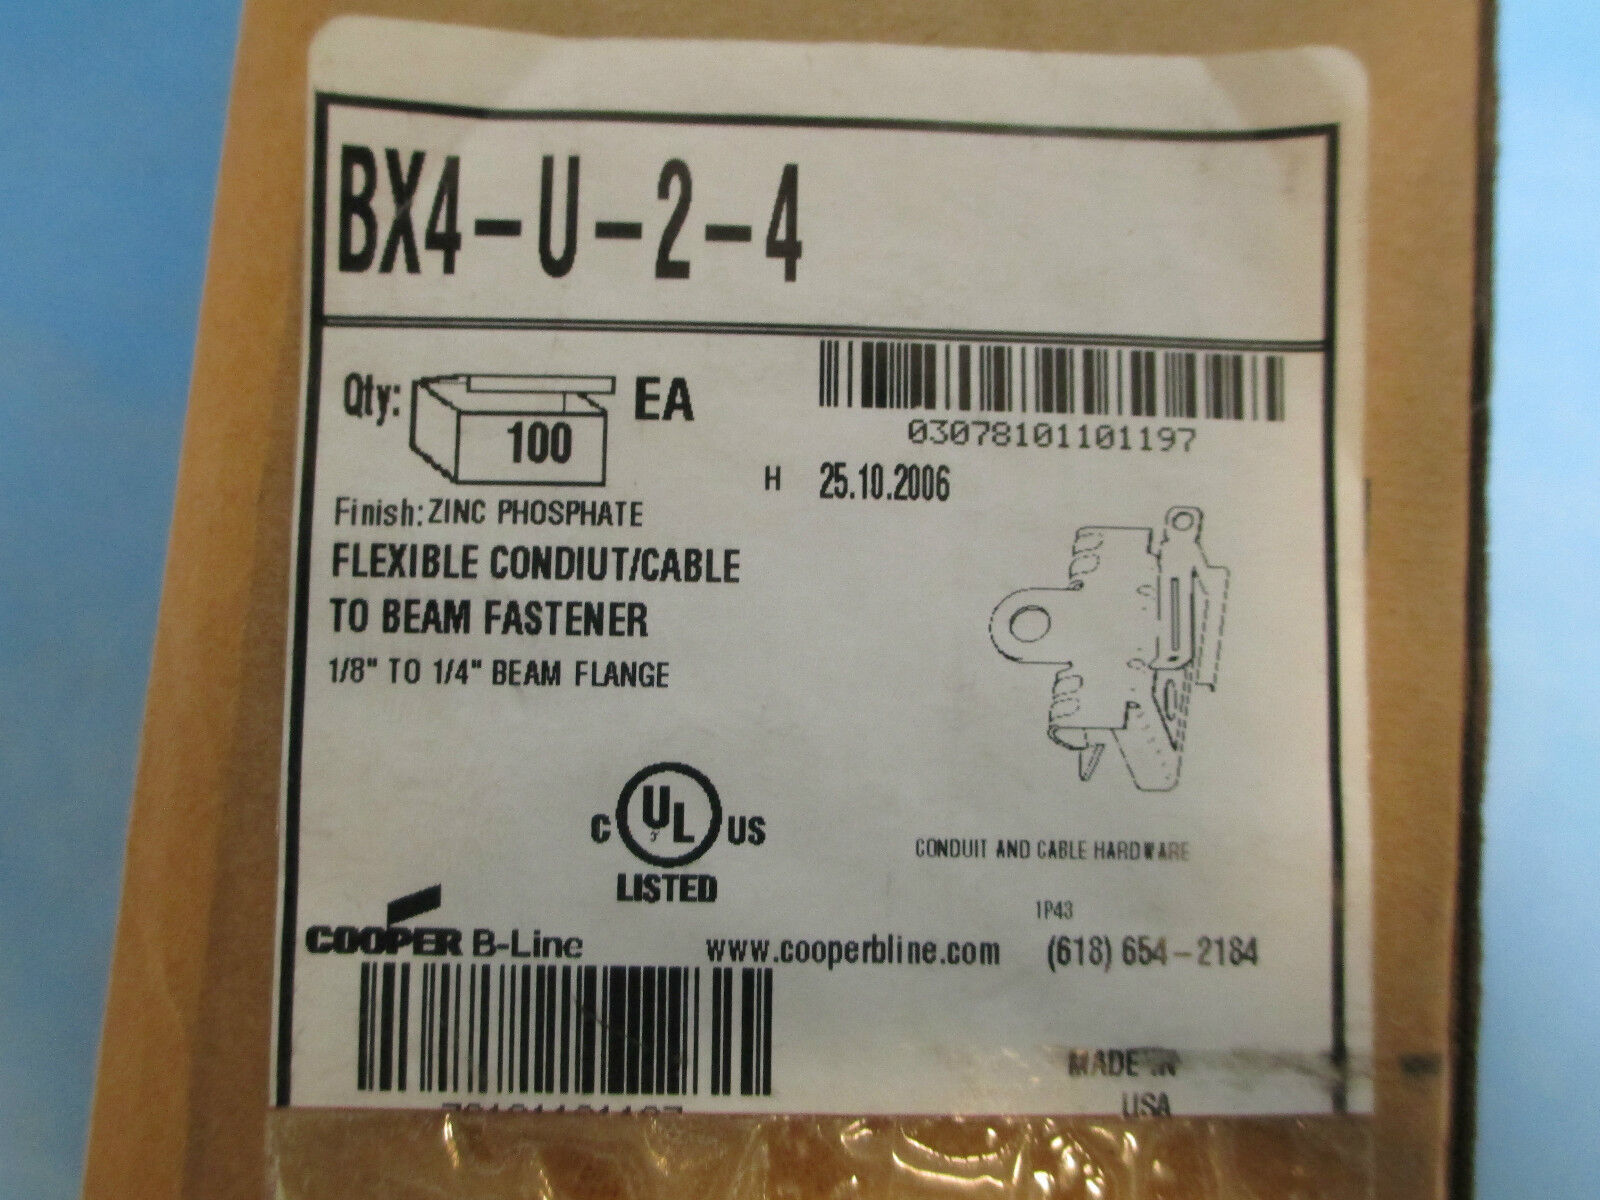 BX4-U-2-4
Qty: 100 EA
03078101101197
H 25.10.2006
Finish: ZINC PHOSPHATE
FLEXIBLE CONDIUT/CABLE
TO BEAM FASTENER
1/8" TO 1/4" BEAM FLANGE
C UL US
LISTED
CONDUIT AND CABLE HARDWARE
1P43
COOPER B-Line
www.cooperbline.com (618) 654-2184
MADE IN
USA